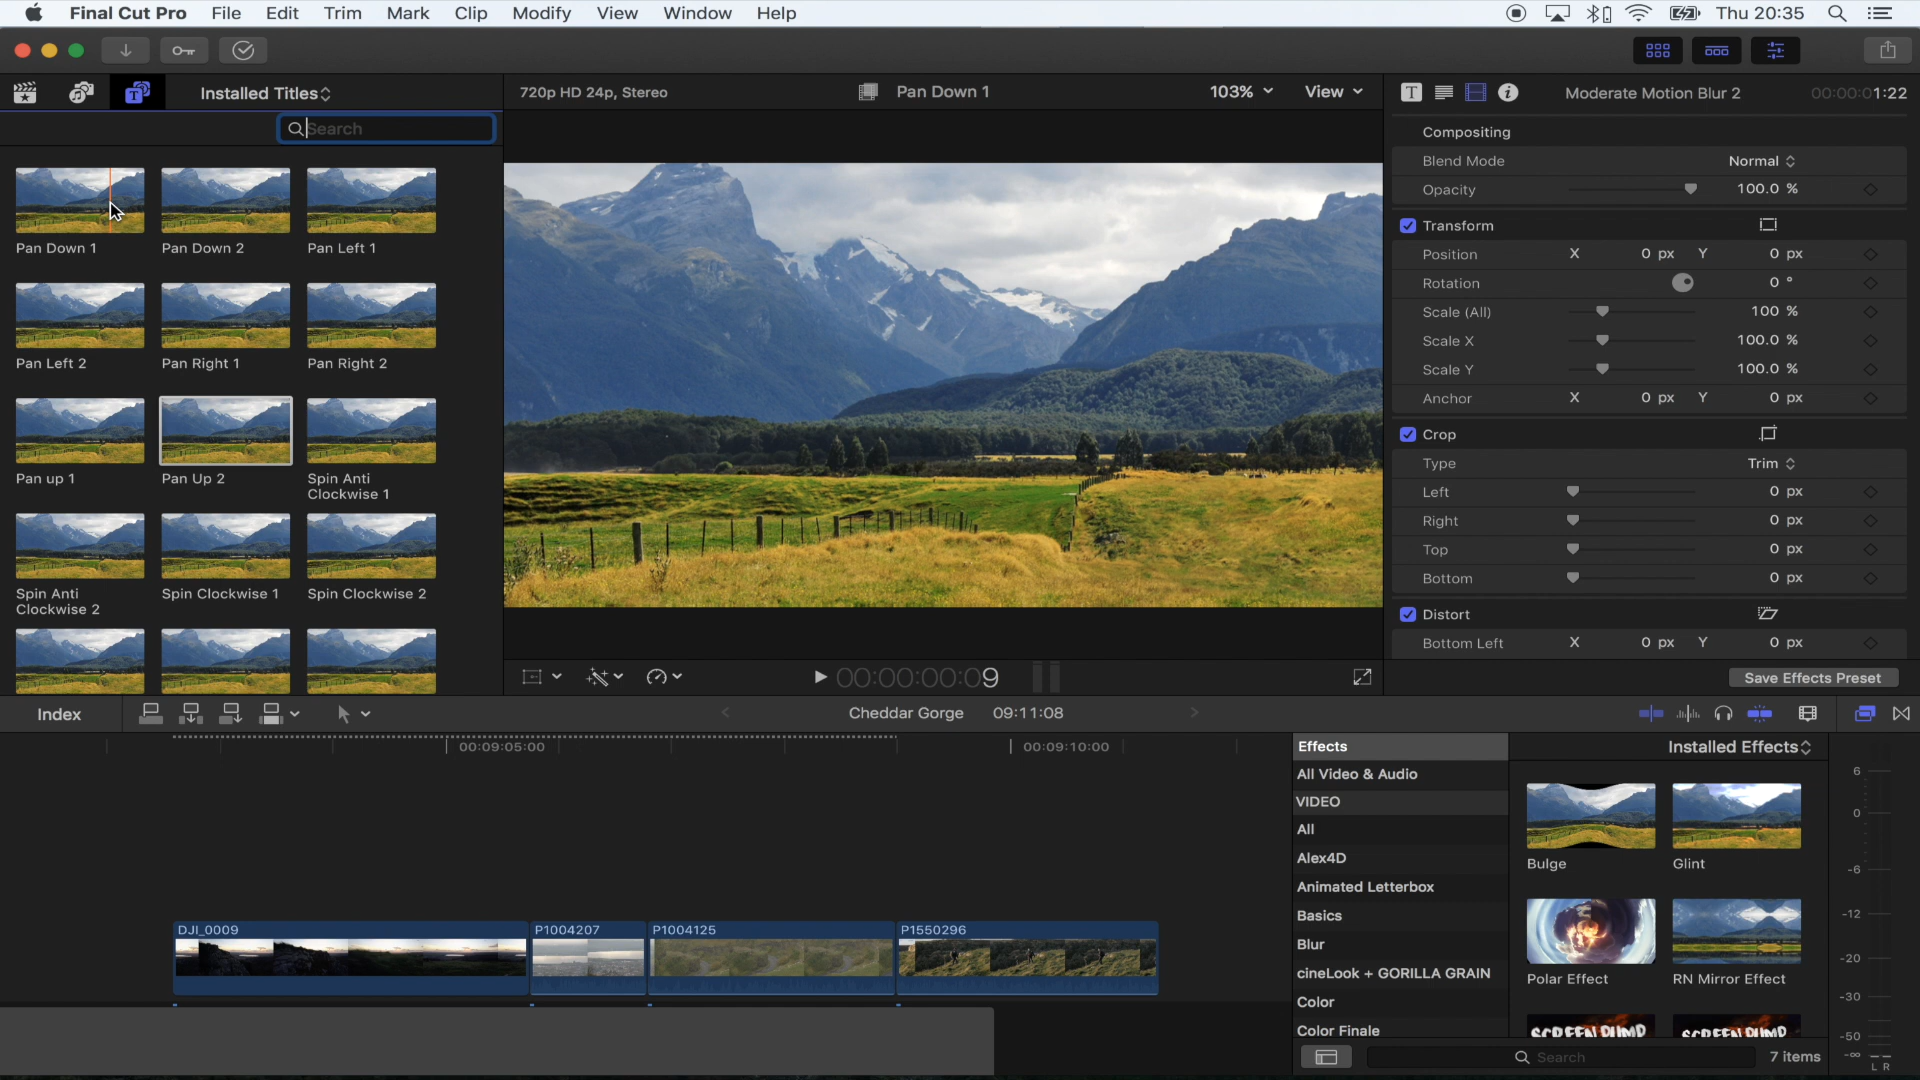 Final Cut Pro File Edit Trim Mark Clip Modify View Window Help Thu 20:35
Installed Titles
Search
Pan Down 1 Pan Down 2 Pan Left 1
Pan Left 2 Pan Right 1 Pan Right 2
Pan up 1 Pan Up 2 Spin Anti Clockwise 1
Spin Anti Clockwise 2 Spin Clockwise 1 Spin Clockwise 2
720p HD 24p, Stereo Pan Down 1 103% View
00:00:00:09
T Moderate Motion Blur 2 00:00:01:22
Compositing
Blend Mode Normal
Opacity 100.0 %
Transform
Position X 0 px Y 0 px
Rotation 0 °
Scale (All) 100 %
Scale X 100.0 %
Scale Y 100.0 %
Anchor X 0 px Y 0 px
Crop
Type Trim
Left 0 px
Right 0 px
Top 0 px
Bottom 0 px
Distort
Bottom Left X 0 px Y 0 px
Save Effects Preset
Index Cheddar Gorge 09:11:08
00:09:05:00 00:09:10:00
DJI_0009 P1004207 P1004125 P1550296
Effects
All Video & Audio
VIDEO
All
Alex4D
Animated Letterbox
Basics
Blur
cineLook + GORILLA GRAIN
Color
Color Finale
Installed Effects
Bulge Glint
Polar Effect RN Mirror Effect
SCREEN PUMP SCREEN PUMP
Search 7 items
6
0
-6
-12
-20
-30
-50
-∞
L R